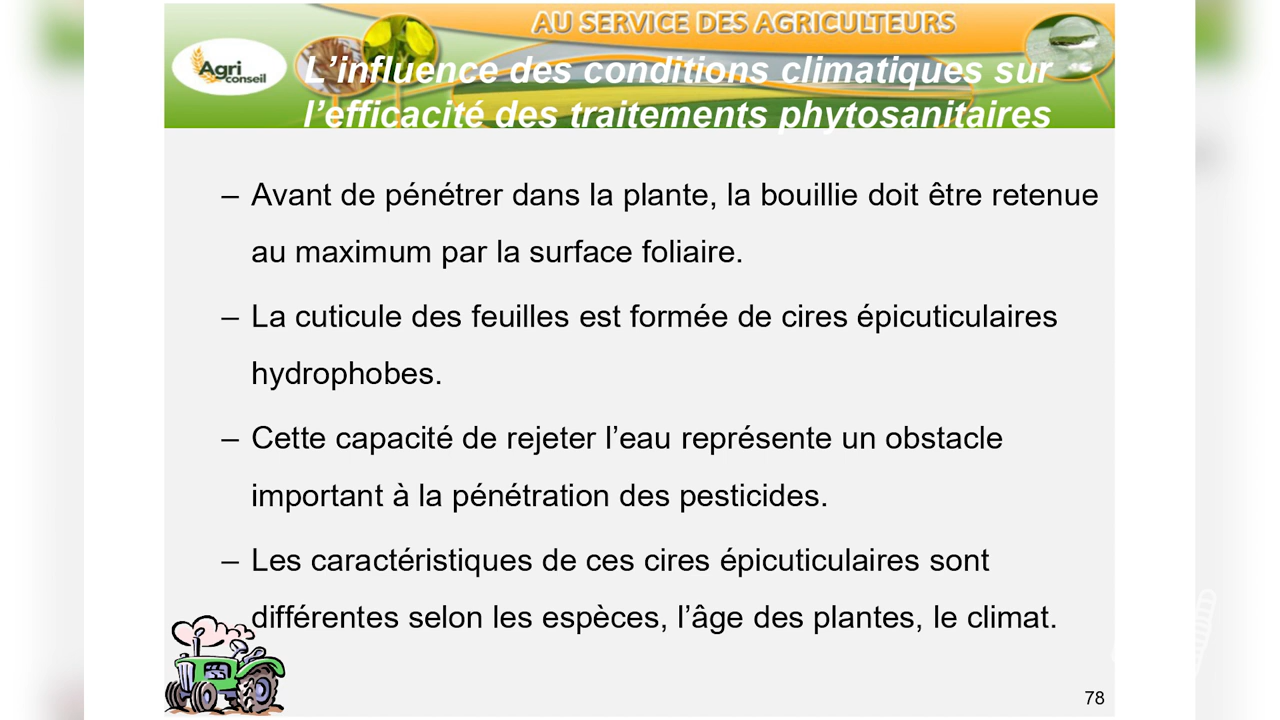 AU SERVICE DES AGRICULTEURS
Agri
conseil
L’influence des conditions climatiques sur
l’efficacité des traitements phytosanitaires
– Avant de pénétrer dans la plante, la bouillie doit être retenue
au maximum par la surface foliaire.
– La cuticule des feuilles est formée de cires épicuticulaires
hydrophobes.
– Cette capacité de rejeter l’eau représente un obstacle
important à la pénétration des pesticides.
– Les caractéristiques de ces cires épicuticulaires sont
différentes selon les espèces, l’âge des plantes, le climat.
78